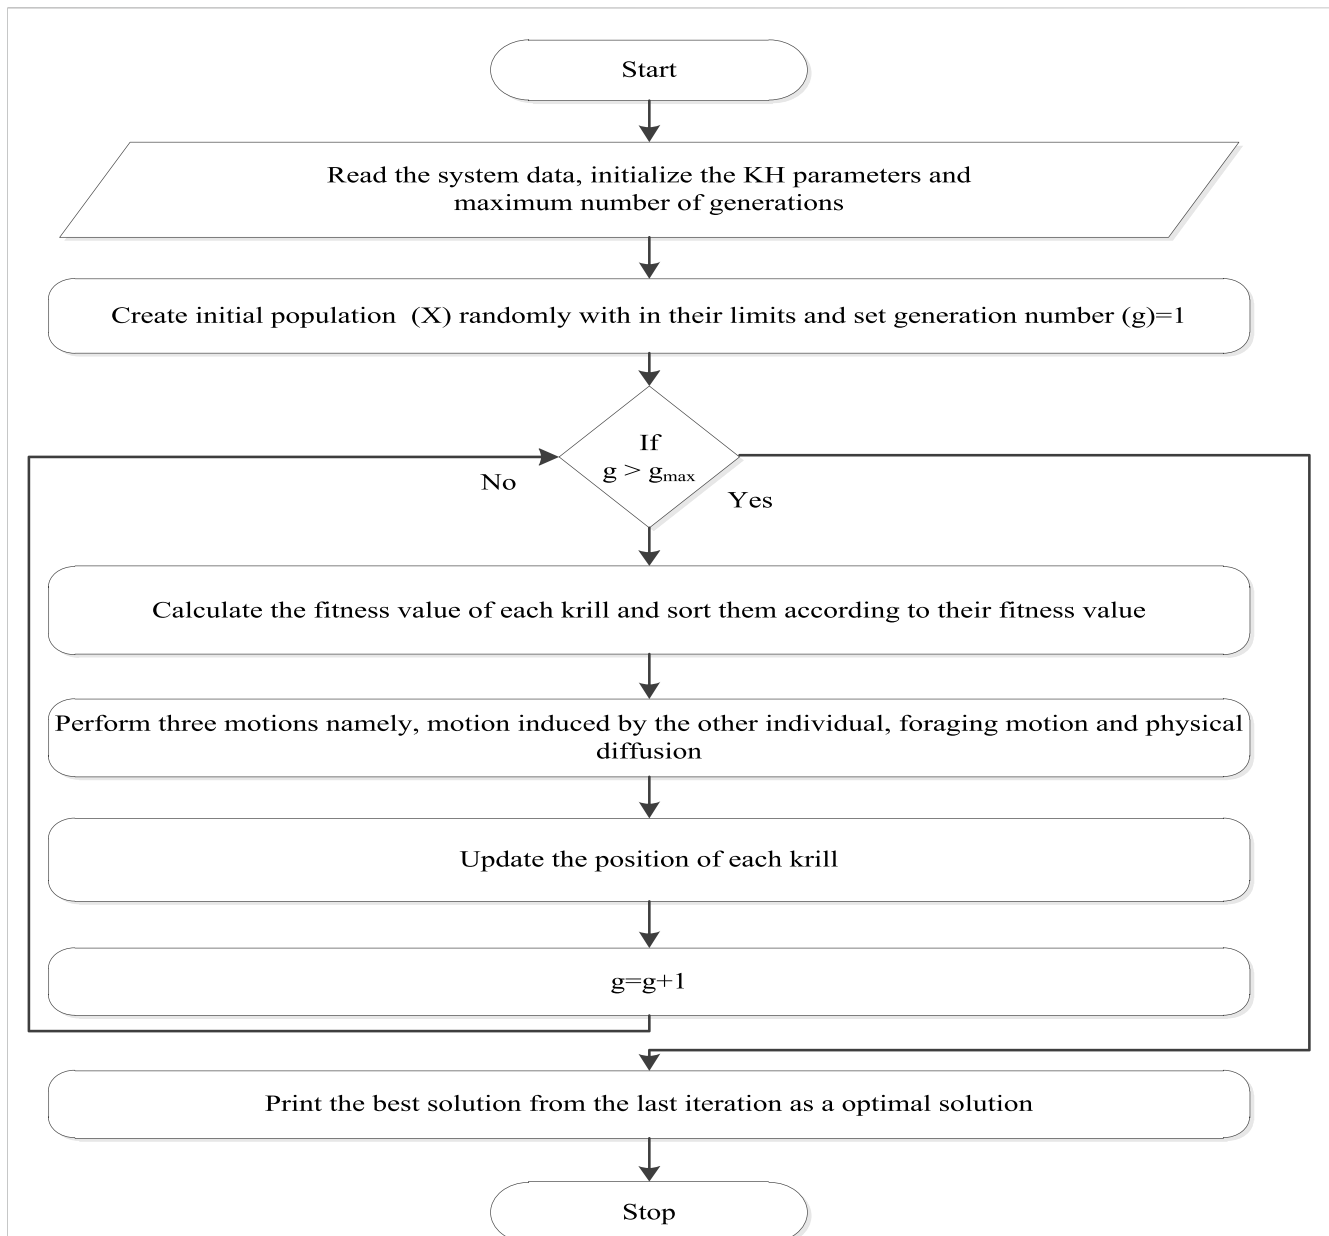 Start
Read the system data, initialize the KH parameters and
maximum number of generations
Create initial population (X) randomly with in their limits and set generation number (g)=1
If
g > gmax
No
Yes
Calculate the fitness value of each krill and sort them according to their fitness value
Perform three motions namely, motion induced by the other individual, foraging motion and physical
diffusion
Update the position of each krill
g=g+1
Print the best solution from the last iteration as a optimal solution
Stop